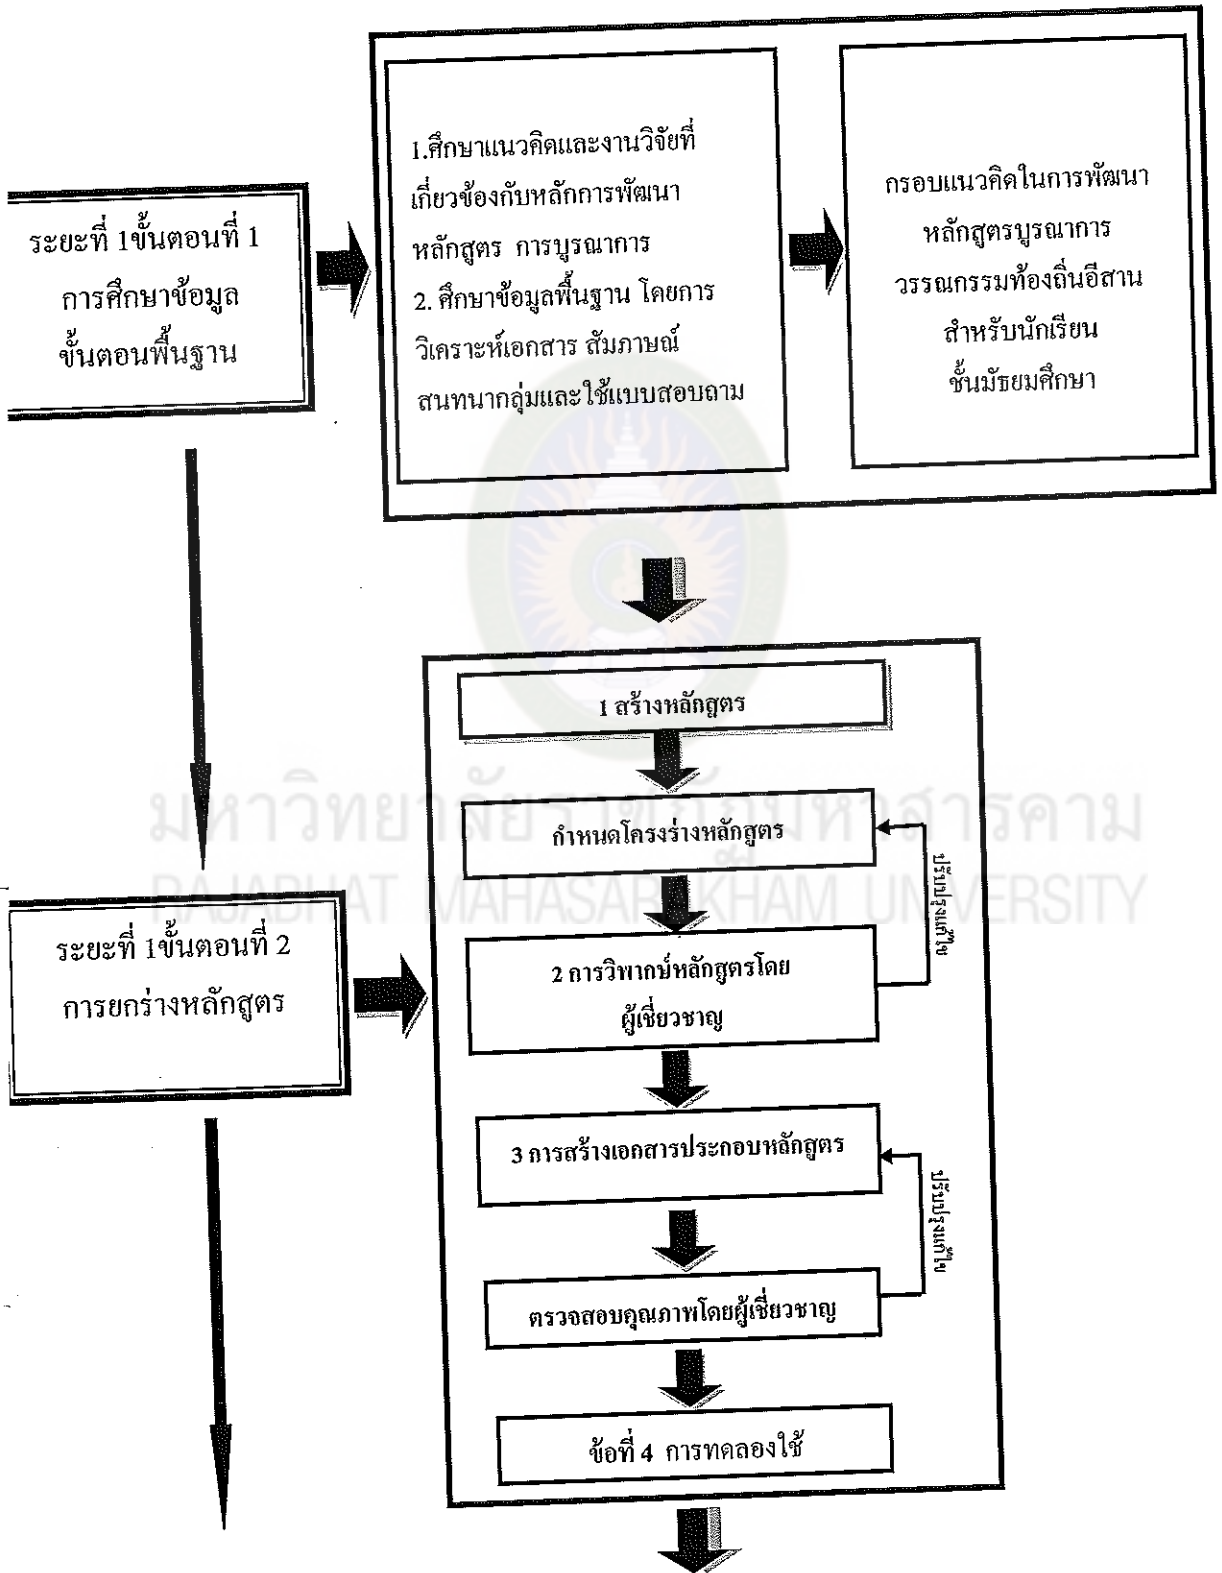 ระยะที่ 1ขั้นตอนที่ 1
การศึกษาข้อมูล
ขั้นตอนพื้นฐาน
1.ศึกษาแนวคิดและงานวิจัยที่
เกี่ยวข้องกับหลักการพัฒนา
หลักสูตร การบูรณาการ
2. ศึกษาข้อมูลพื้นฐาน โดยการ
วิเคราะห์เอกสาร สัมภาษณ์
สนทนากลุ่มและใช้แบบสอบถาม
กรอบแนวคิดในการพัฒนา
หลักสูตรบูรณาการ
วรรณกรรมท้องถิ่นอีสาน
สำหรับนักเรียน
ชั้นมัธยมศึกษา
1 สร้างหลักสูตร
กำหนดโครงร่างหลักสูตร
ปรับปรุงแก้ไข
ระยะที่ 1ขั้นตอนที่ 2
การยกร่างหลักสูตร
2 การวิพากษ์หลักสูตรโดย
ผู้เชี่ยวชาญ
3 การสร้างเอกสารประกอบหลักสูตร
ปรับปรุงแก้ไข
ตรวจสอบคุณภาพโดยผู้เชี่ยวชาญ
ข้อที่ 4 การทดลองใช้
มหาวิทยาลัยราชภัฏมหาสารคาม
RAJABHAT MAHASARAKHAM UNIVERSITY